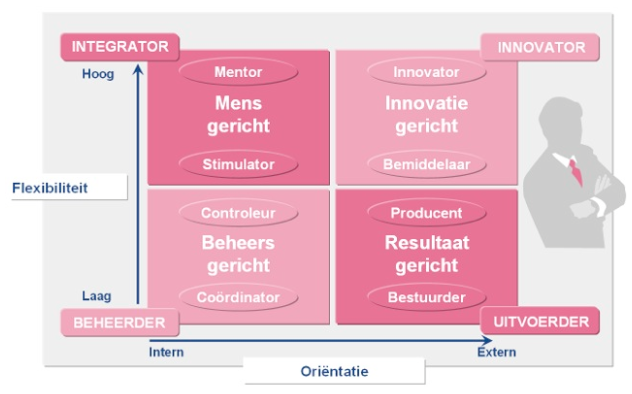 INTEGRATOR
INNOVATOR
Hoog
Mentor
Innovator
Mens
gericht
Innovatie
gericht
Stimulator
Bemiddelaar
Flexibiliteit
Controleur
Producent
Beheers
gericht
Resultaat
gericht
Laag
Coördinator
Bestuurder
BEHEERDER
UITVOERDER
Intern
Extern
Oriëntatie